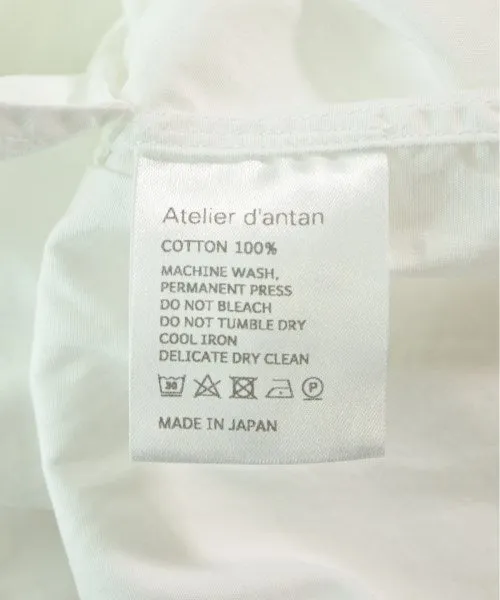 Atelier d'antan
COTTON 100%
MACHINE WASH,
PERMANENT PRESS
DO NOT BLEACH
DO NOT TUMBLE DRY
COOL IRON
DELICATE DRY CLEAN
30 P
MADE IN JAPAN